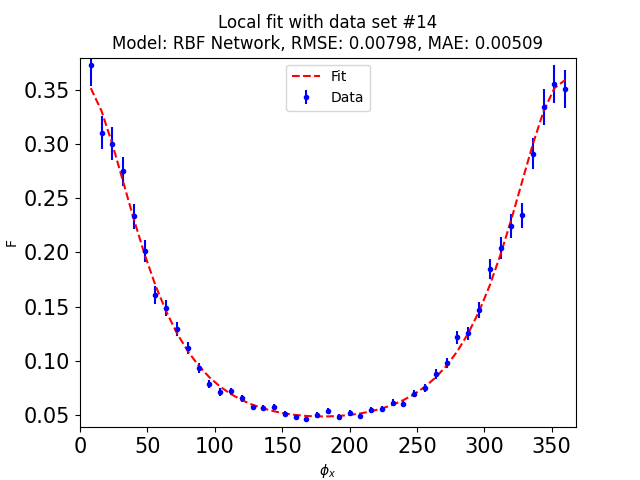 Local fit with data set #14
Model: RBF Network, RMSE: 0.00798, MAE: 0.00509
Fit
Data
F
0.35
0.30
0.25
0.20
0.15
0.10
0.05
0
50
100
150
200
250
300
350
ϕx